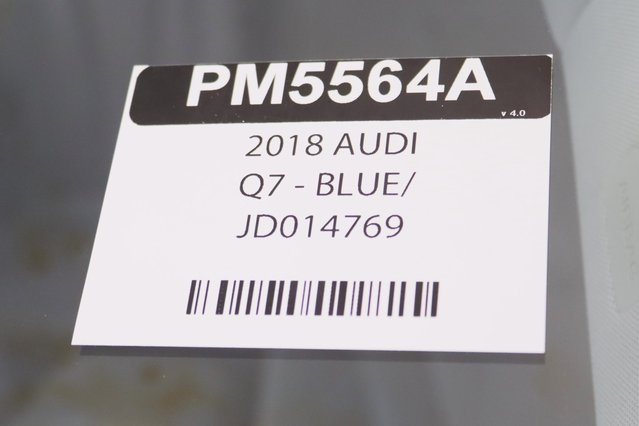 PM5564A
v 4.0
2018 AUDI
Q7 - BLUE/
JD014769